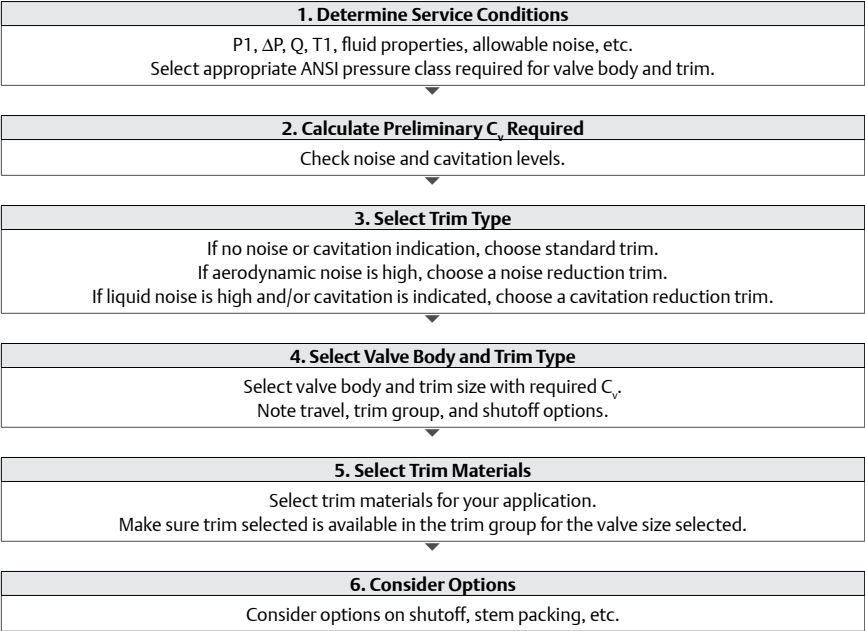 1. Determine Service Conditions
P1, ΔP, Q, T1, fluid properties, allowable noise, etc.
Select appropriate ANSI pressure class required for valve body and trim.
2. Calculate Preliminary Cv Required
Check noise and cavitation levels.
3. Select Trim Type
If no noise or cavitation indication, choose standard trim.
If aerodynamic noise is high, choose a noise reduction trim.
If liquid noise is high and/or cavitation is indicated, choose a cavitation reduction trim.
4. Select Valve Body and Trim Type
Select valve body and trim size with required Cv.
Note travel, trim group, and shutoff options.
5. Select Trim Materials
Select trim materials for your application.
Make sure trim selected is available in the trim group for the valve size selected.
6. Consider Options
Consider options on shutoff, stem packing, etc.